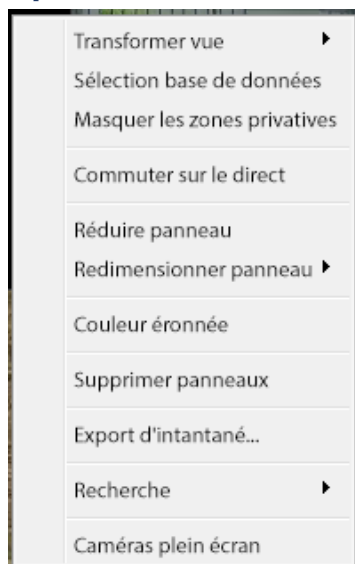 Transformer vue
Sélection base de données
Masquer les zones privatives
Commuter sur le direct
Réduire panneau
Redimensionner panneau
Couleur éronnée
Supprimer panneaux
Export d'intantané...
Recherche
Caméras plein écran